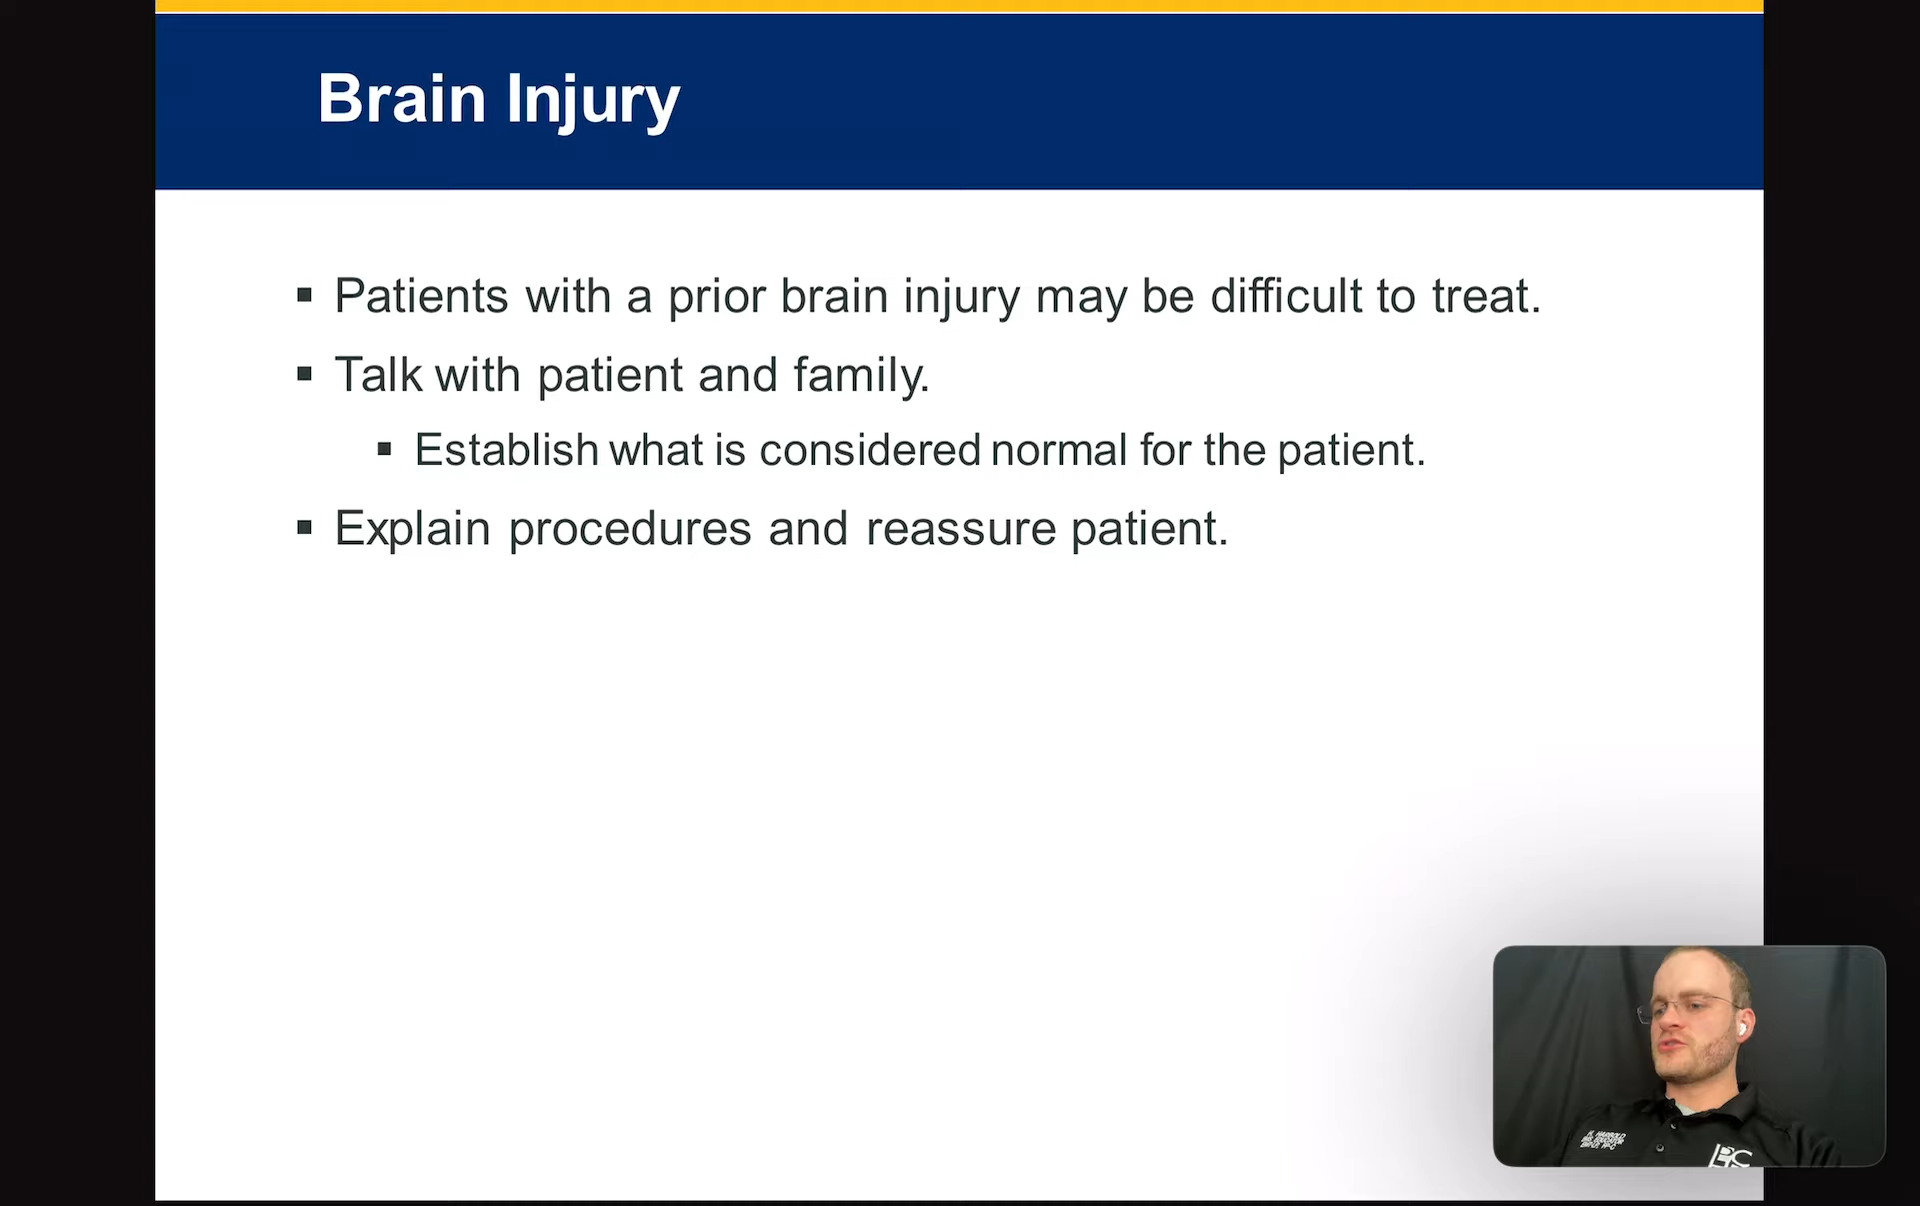 Brain Injury
Patients with a prior brain injury may be difficult to treat.
Talk with patient and family.
Establish what is considered normal for the patient.
Explain procedures and reassure patient.